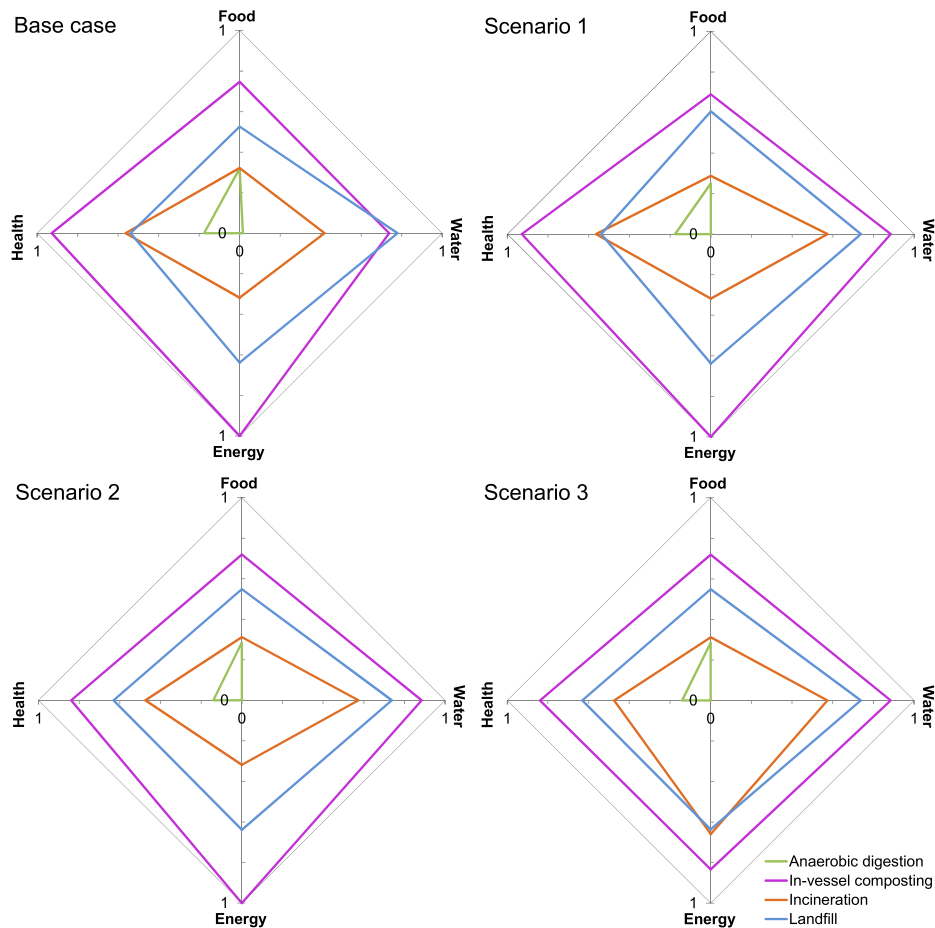 Base case
Food
1
Health
1
0
0
Water
1
1
Energy
Scenario 1
Food
1
Health
1
0
0
Water
1
1
Energy
Scenario 2
Food
1
Health
1
0
0
Water
1
1
Energy
Scenario 3
Food
1
Health
1
0
0
Water
1
1
Energy
Anaerobic digestion
In-vessel composting
Incineration
Landfill